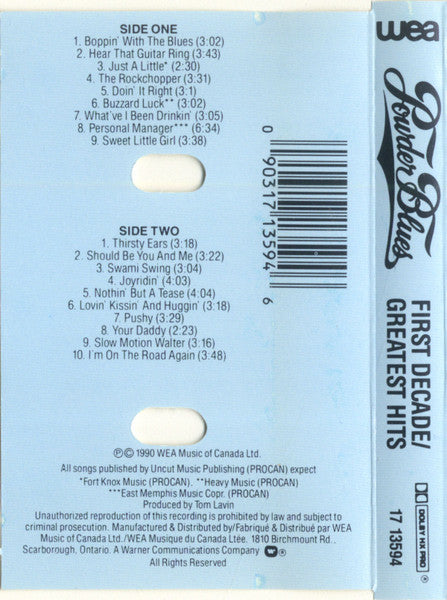 SIDE ONE
1. Boppin' With The Blues (3:02)
2. Hear That Guitar Ring (3:43)
3. Just A Little* (2:30)
4. The Rockchopper (3:31)
5. Doin' It Right (3:1)
6. Buzzard Luck** (3:02)
7. What've I Been Drinkin' (3:05)
8. Personal Manager*** (6:34)
9. Sweet Little Girl (3:38)
SIDE TWO
1. Thirsty Ears (3:18)
2. Should Be You And Me (3:22)
3. Swami Swing (3:04)
4. Joyridin' (3:03)
5. Nothin' But A Tease (4:04)
6. Lovin' Kissin' And Huggin' (3:18)
7. Pushy (3:29)
8. Your Daddy (2:23)
9. Slow Motion Walter (3:16)
10. I'm On The Road Again (3:48)
0 90317 13594 6
Ⓟ© 1990 WEA Music of Canada Ltd.
All songs published by Uncut Music Publishing (PROCAN) expect
*Fort Knox Music (PROCAN). **Heavy Music (PROCAN).
***East Memphis Music Copr. (PROCAN)
Produced by Tom Lavin
Unauthorized reproduction of this recording is prohibited by law and subject to
criminal prosecution. Manufactured & Distributed by/Fabriqué & Distribué par WEA
Music of Canada Ltd./WEA Musique du Canada Ltée. 1810 Birchmount Rd.,
Scarborough, Ontario. A Warner Communications Company
All Rights Reserved
wea
Powder Blues
FIRST DECADE/
GREATEST HITS
DOLBY HX PRO
17 13594